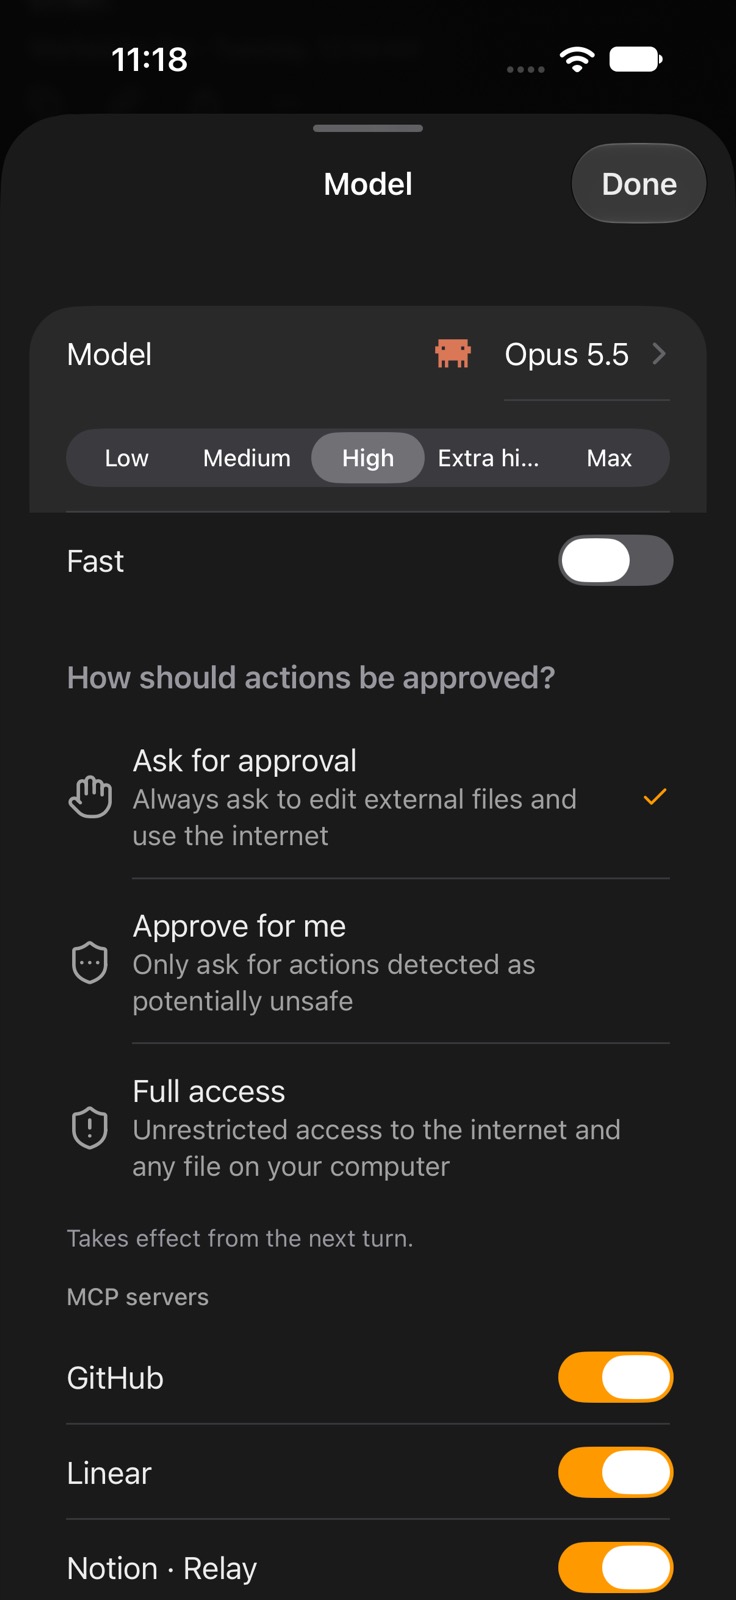 11:18
Model
Done
Model
Opus 5.5
Low
Medium
High
Extra hi...
Max
Fast
How should actions be approved?
Ask for approval
Always ask to edit external files and
use the internet
Approve for me
Only ask for actions detected as
potentially unsafe
Full access
Unrestricted access to the internet and
any file on your computer
Takes effect from the next turn.
MCP servers
GitHub
Linear
Notion · Relay